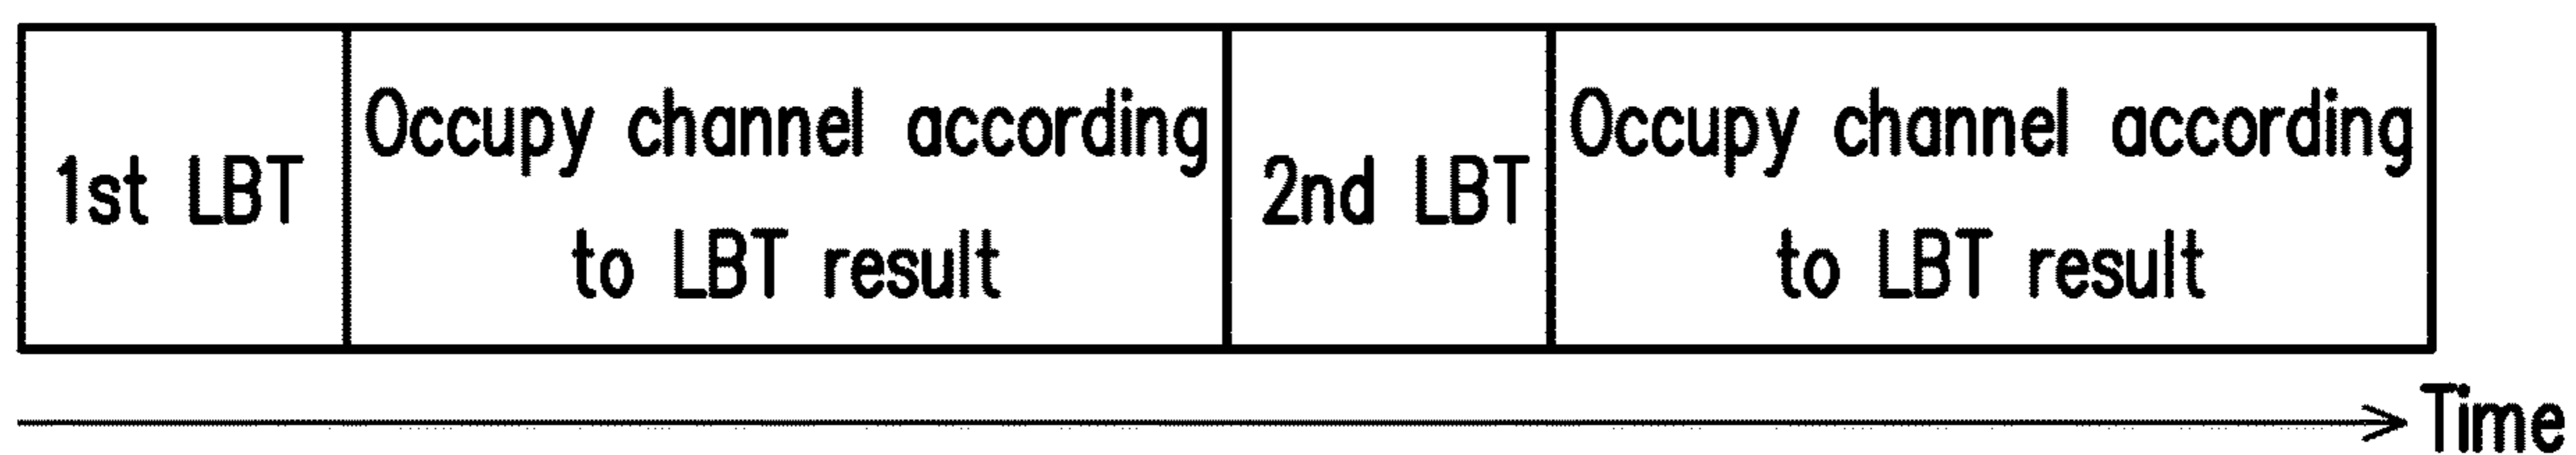 1st LBT
Occupy channel according
to LBT result
2nd LBT
Occupy channel according
to LBT result
Time